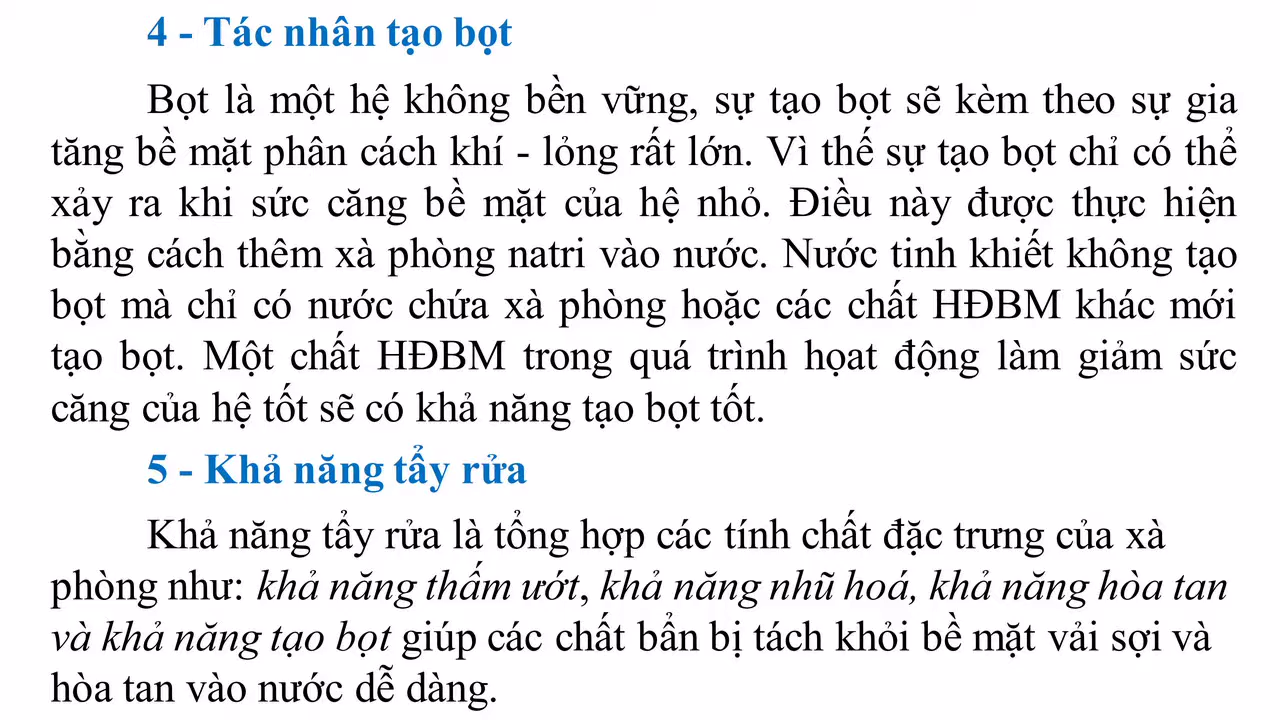 4 - Tác nhân tạo bọt
Bọt là một hệ không bền vững, sự tạo bọt sẽ kèm theo sự gia
tăng bề mặt phân cách khí - lỏng rất lớn. Vì thế sự tạo bọt chỉ có thể
xảy ra khi sức căng bề mặt của hệ nhỏ. Điều này được thực hiện
bằng cách thêm xà phòng natri vào nước. Nước tinh khiết không tạo
bọt mà chỉ có nước chứa xà phòng hoặc các chất HĐBM khác mới
tạo bọt. Một chất HĐBM trong quá trình họat động làm giảm sức
căng của hệ tốt sẽ có khả năng tạo bọt tốt.
5 - Khả năng tẩy rửa
Khả năng tẩy rửa là tổng hợp các tính chất đặc trưng của xà
phòng như: khả năng thấm ướt, khả năng nhũ hoá, khả năng hòa tan
và khả năng tạo bọt giúp các chất bẩn bị tách khỏi bề mặt vải sợi và
hòa tan vào nước dễ dàng.